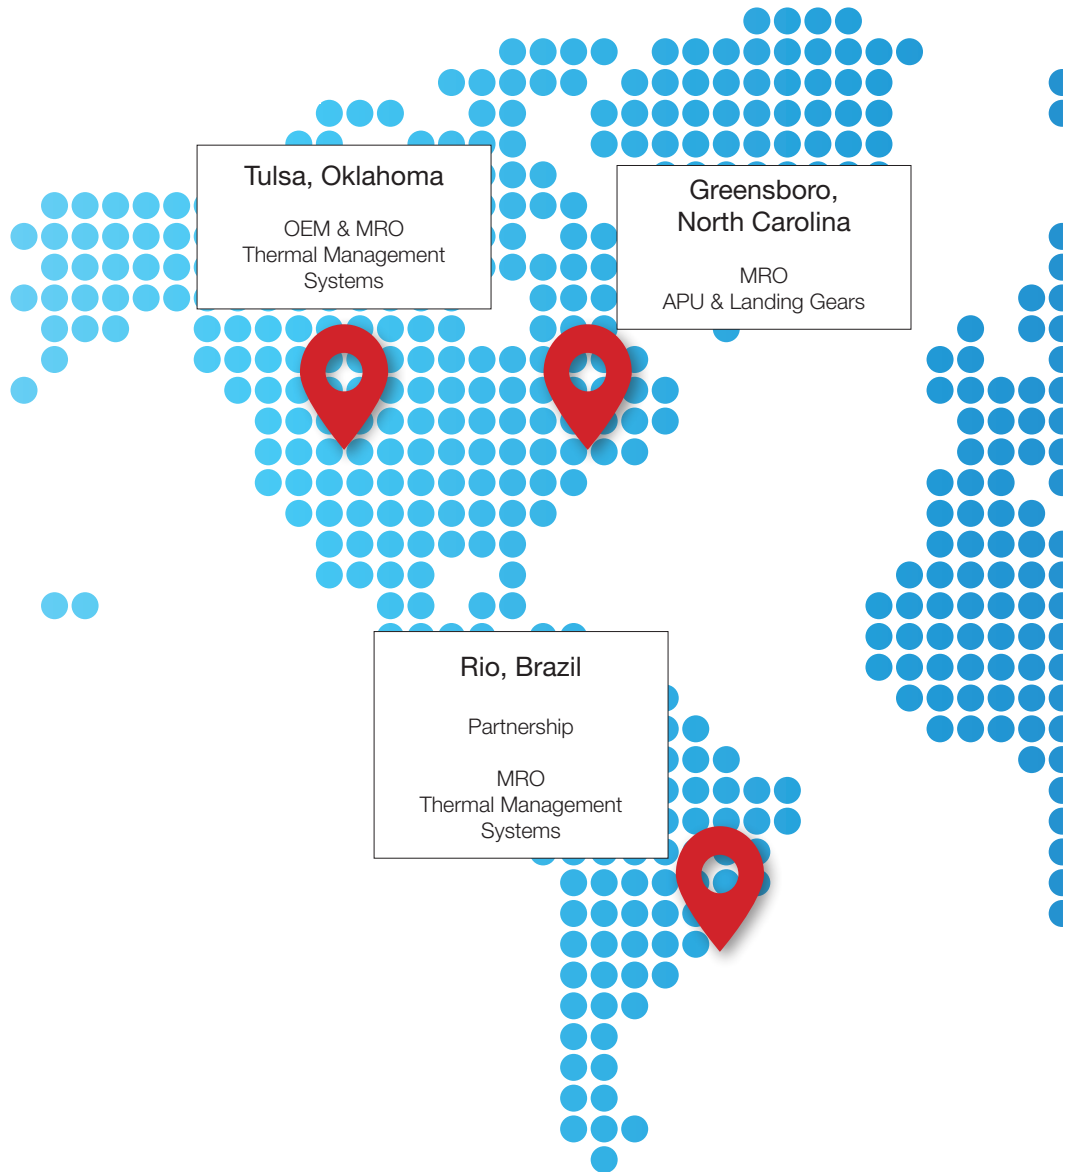 Tulsa, Oklahoma
OEM & MRO
Thermal Management
Systems
Greensboro,
North Carolina
MRO
APU & Landing Gears
Rio, Brazil
Partnership
MRO
Thermal Management
Systems